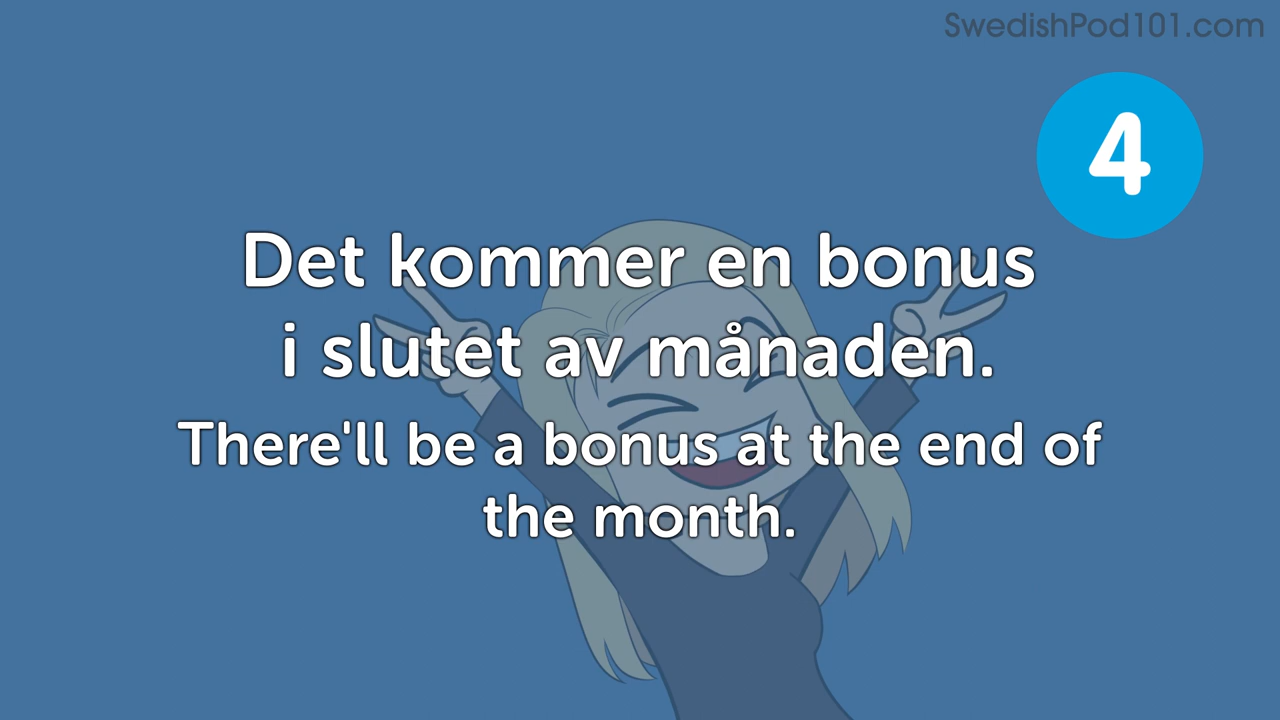 SwedishPod101.com
4
Det kommer en bonus
i slutet av månaden.
There'll be a bonus at the end of
the month.